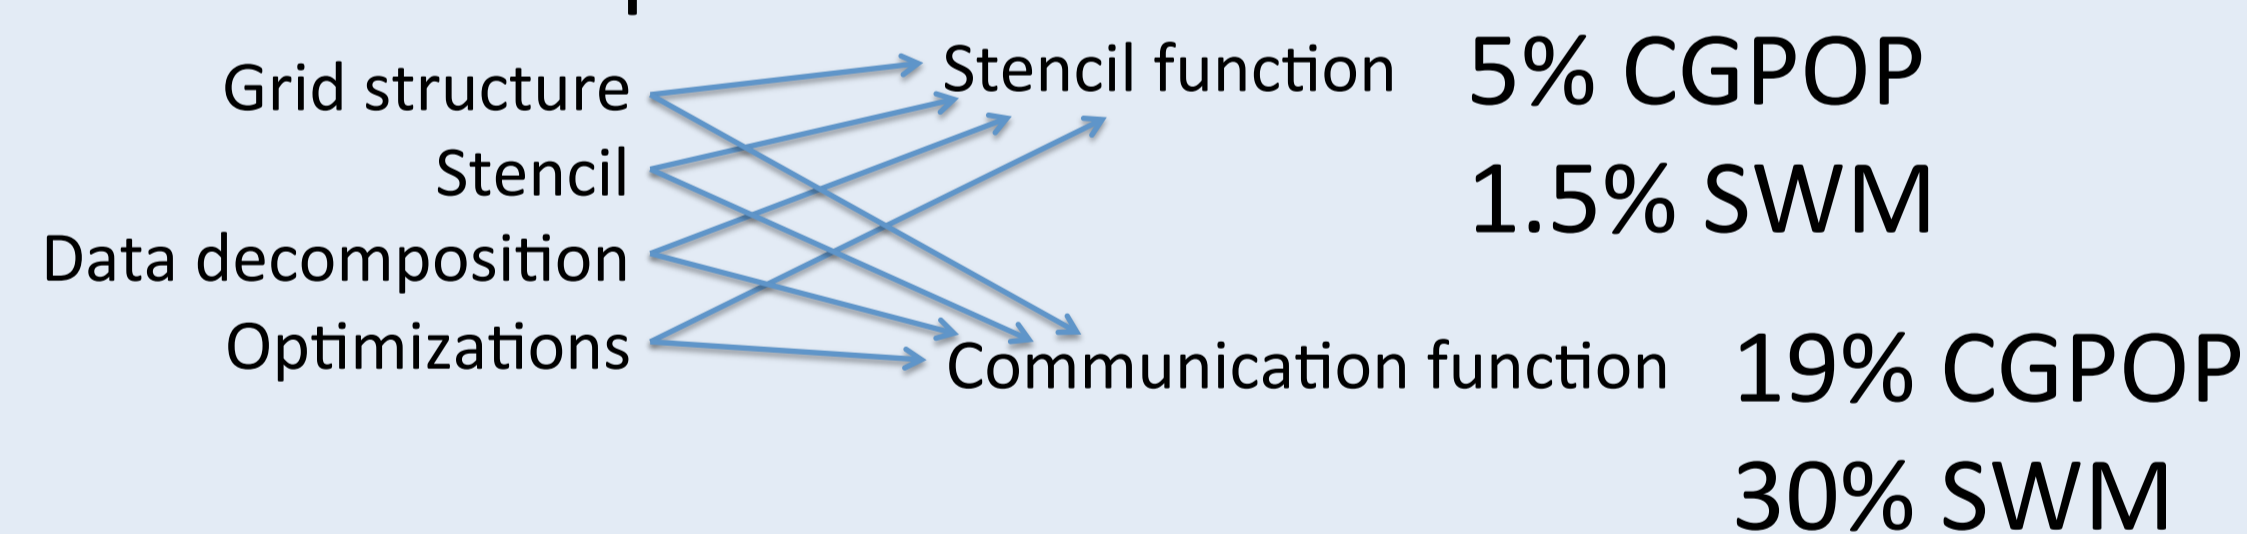 Grid structure
Stencil
Data decomposition
Optimizations
Stencil function 5% CGPOP
1.5% SWM
Communication function 19% CGPOP
30% SWM